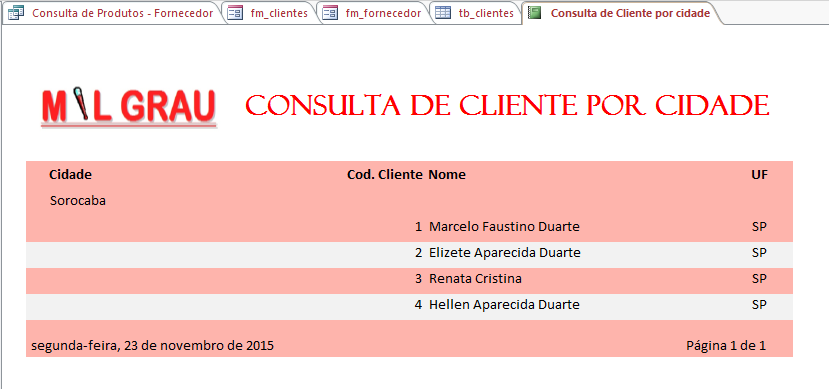 Consulta de Produtos - Fornecedor fm_clientes fm_fornecedor tb_clientes Consulta de Cliente por cidade
MIL GRAU CONSULTA DE CLIENTE POR CIDADE
Cidade Cod. Cliente Nome UF
Sorocaba
1 Marcelo Faustino Duarte SP
2 Elizete Aparecida Duarte SP
3 Renata Cristina SP
4 Hellen Aparecida Duarte SP
segunda-feira, 23 de novembro de 2015 Página 1 de 1